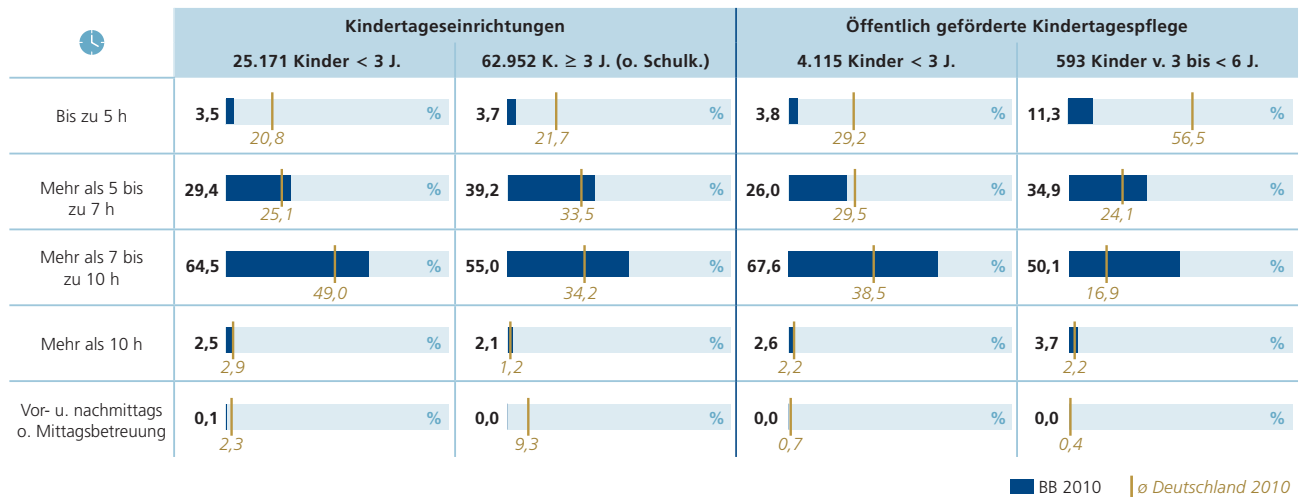 Kindertageseinrichtungen Öffentlich geförderte Kindertagespflege
25.171 Kinder < 3 J. 62.952 K. ≥ 3 J. (o. Schulk.) 4.115 Kinder < 3 J. 593 Kinder v. 3 bis < 6 J.
Bis zu 5 h 3,5 % 3,7 % 3,8 % 11,3 %
20,8 21,7 29,2 56,5
Mehr als 5 bis
zu 7 h 29,4 % 39,2 % 26,0 % 34,9 %
25,1 33,5 29,5 24,1
Mehr als 7 bis
zu 10 h 64,5 % 55,0 % 67,6 % 50,1 %
49,0 34,2 38,5 16,9
Mehr als 10 h 2,5 % 2,1 % 2,6 % 3,7 %
2,9 1,2 2,2 2,2
Vor- u. nachmittags
o. Mittagsbetreuung 0,1 % 0,0 % 0,0 % 0,0 %
2,3 9,3 0,7 0,4
BB 2010 ø Deutschland 2010